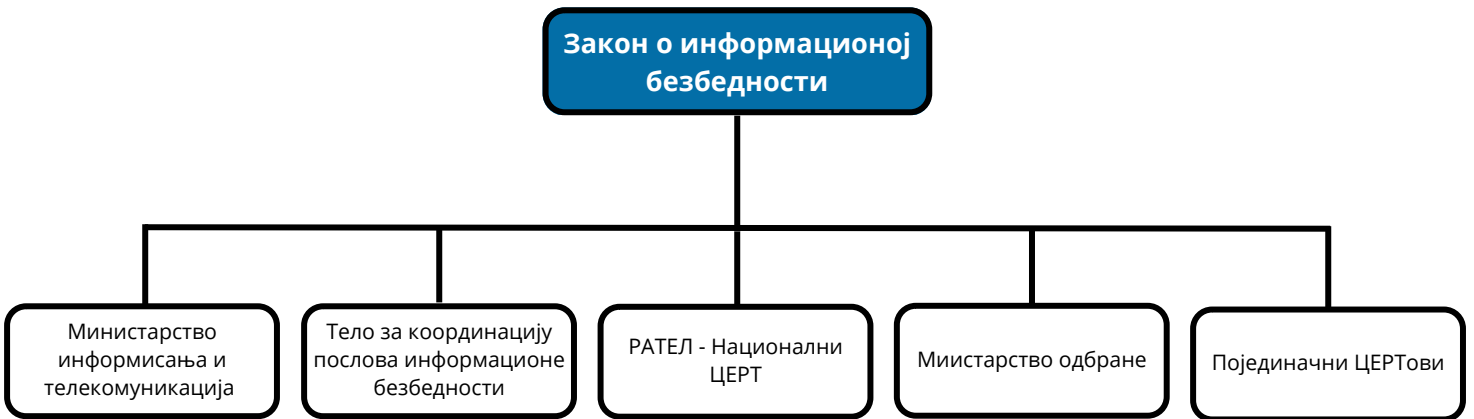 Закон о информационој
безбедности
Министарство
информисања и
телекомуникација
Тело за координацију
послова информационе
безбедности
РАТЕЛ - Национални
ЦЕРТ
Миистарство одбране
Појединачни ЦЕРТови